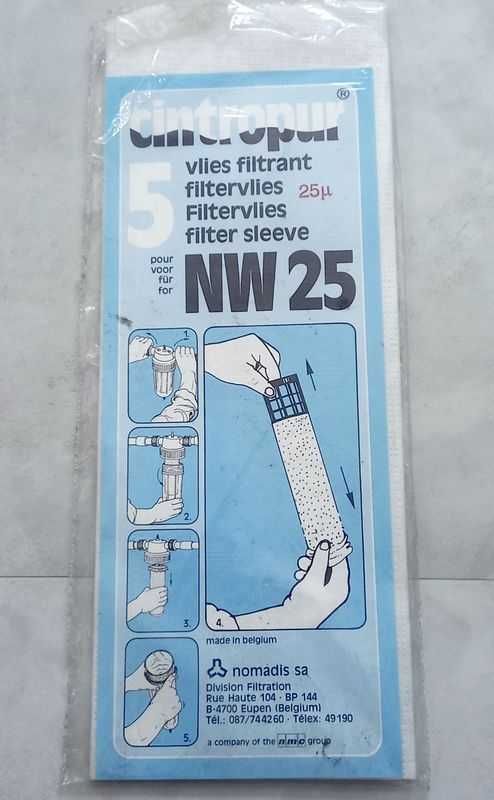 cintropur®
5
vlies filtrant
filtervlies 25µ
Filtervlies
filter sleeve
pour
voor
für
for
NW 25
1.
2.
3.
4.
5.
made in belgium
nomadis sa
Division Filtration
Rue Haute 104 · BP 144
B-4700 Eupen (Belgium)
Tél.: 087/744260 · Télex: 49190
a company of the nmc group